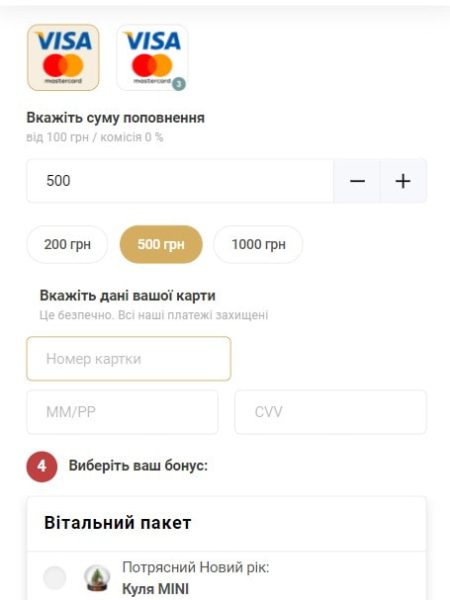 VISA VISA
mastercard mastercard 3
Вкажіть суму поповнення
від 100 грн / комісія 0 %
500
200 грн 500 грн 1000 грн
Вкажіть дані вашої карти
Це безпечно. Всі наші платежі захищені
Номер картки
ММ/РР CVV
4 Виберіть ваш бонус:
Вітальний пакет
Потрясний Новий рік:
Куля MINI